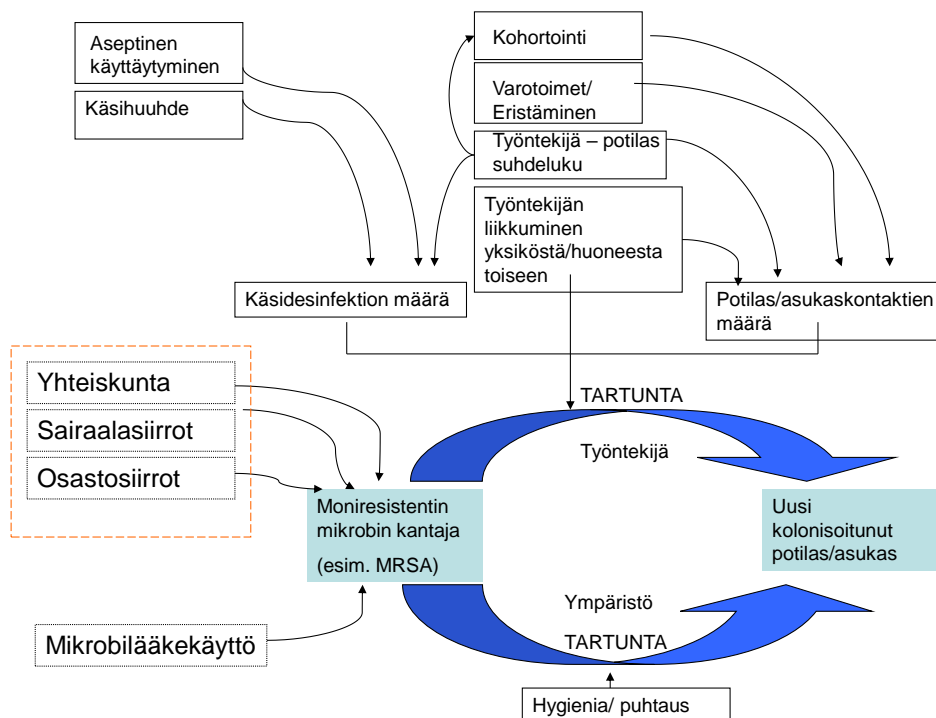 Aseptinen
käyttäytyminen
Käsihuuhde
Kohortointi
Varotoimet/
Eristäminen
Työntekijä – potilas
suhdeluku
Työntekijän
liikkuminen
yksiköstä/huoneesta
toiseen
Käsidesinfektion määrä
Potilas/asukaskontaktien
määrä
Yhteiskunta
Sairaalasiirrot
Osastosiirrot
TARTUNTA
Työntekijä
Moniresistentin
mikrobin kantaja
(esim. MRSA)
Uusi
kolonisoitunut
potilas/asukas
Ympäristö
TARTUNTA
Mikrobilääkekäyttö
Hygienia/ puhtaus